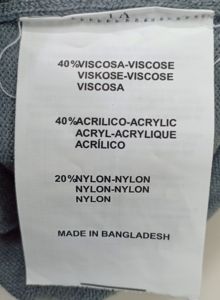 40%VISCOSA-VISCOSE
VISKOSE-VISCOSE
VISCOSA
40%ACRILICO-ACRYLIC
ACRYL-ACRYLIQUE
ACRÍLICO
20%NYLON-NYLON
NYLON-NYLON
NYLON
MADE IN BANGLADESH